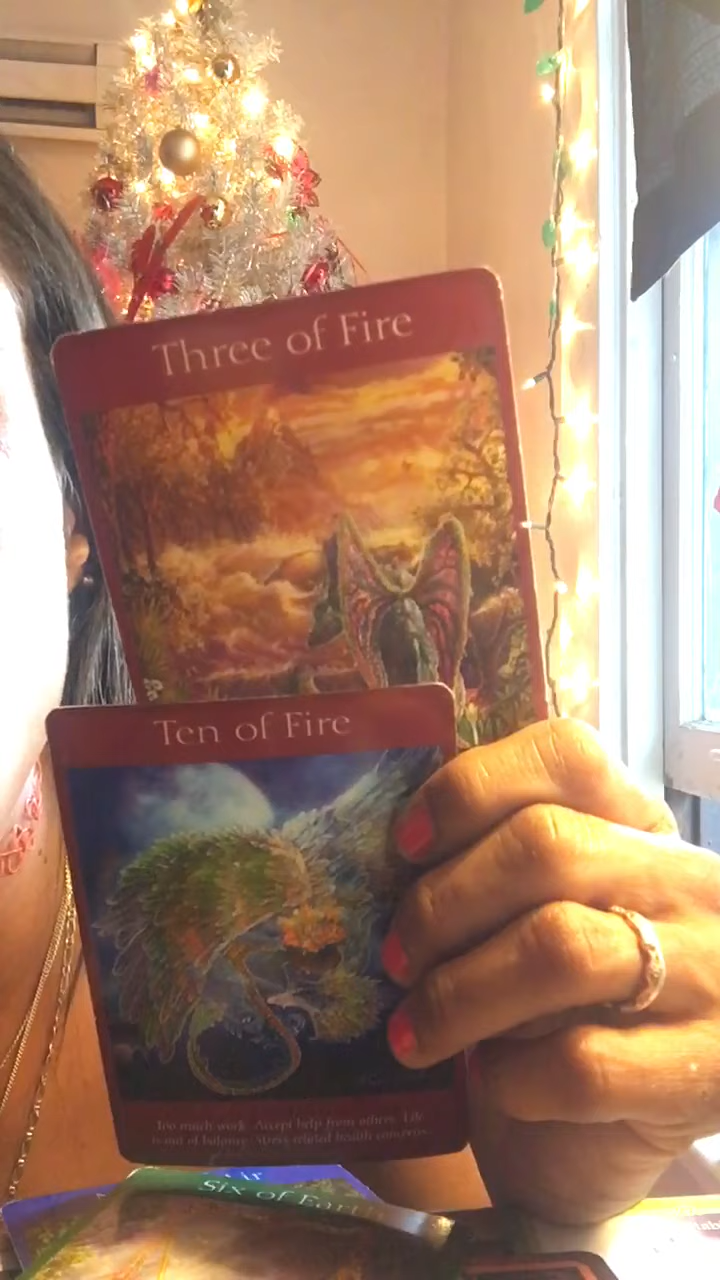 Three of Fire
Ten of Fire
Too much work. Accept help from others. Life
is out of balance. Stress-related health concerns.
Six of Earth